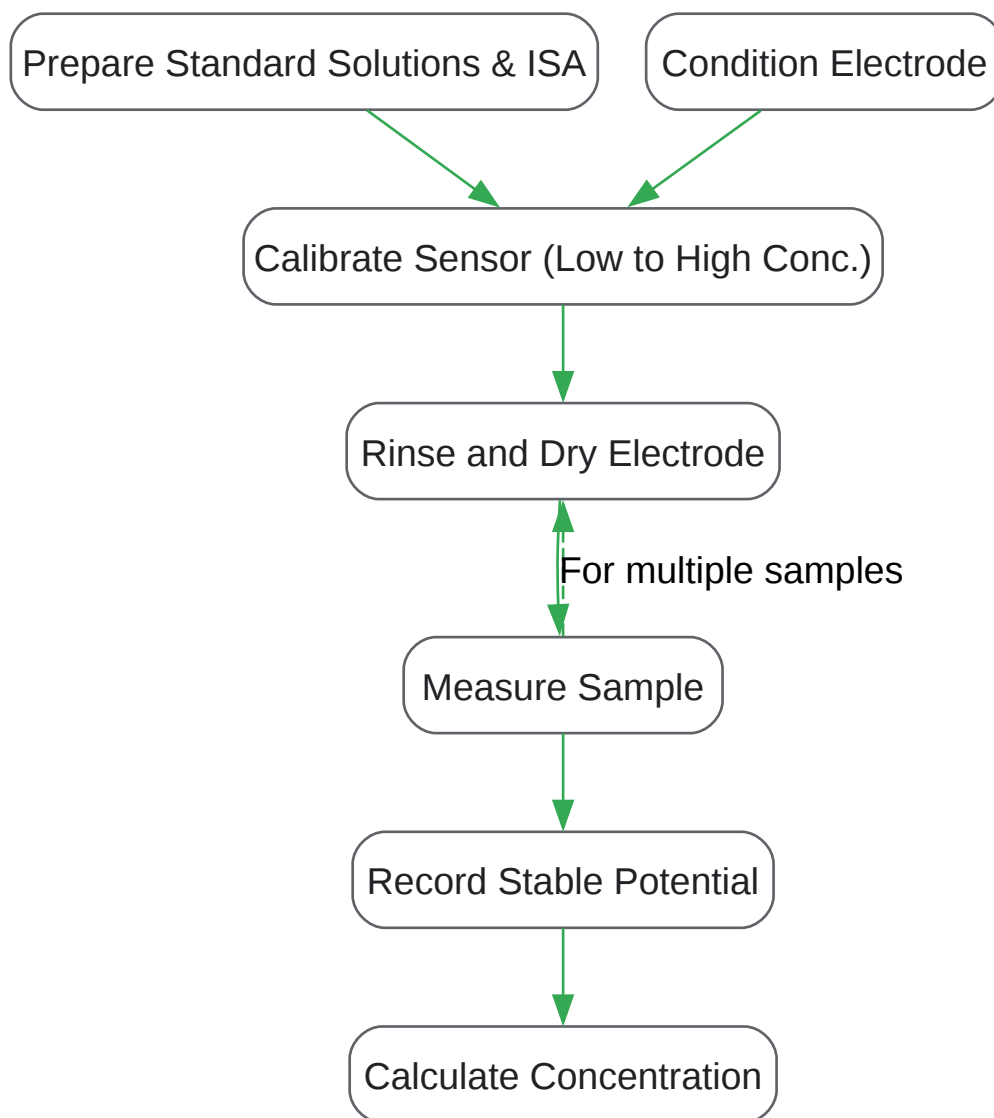 Prepare Standard Solutions & ISA
Condition Electrode
Calibrate Sensor (Low to High Conc.)
Rinse and Dry Electrode
For multiple samples
Measure Sample
Record Stable Potential
Calculate Concentration